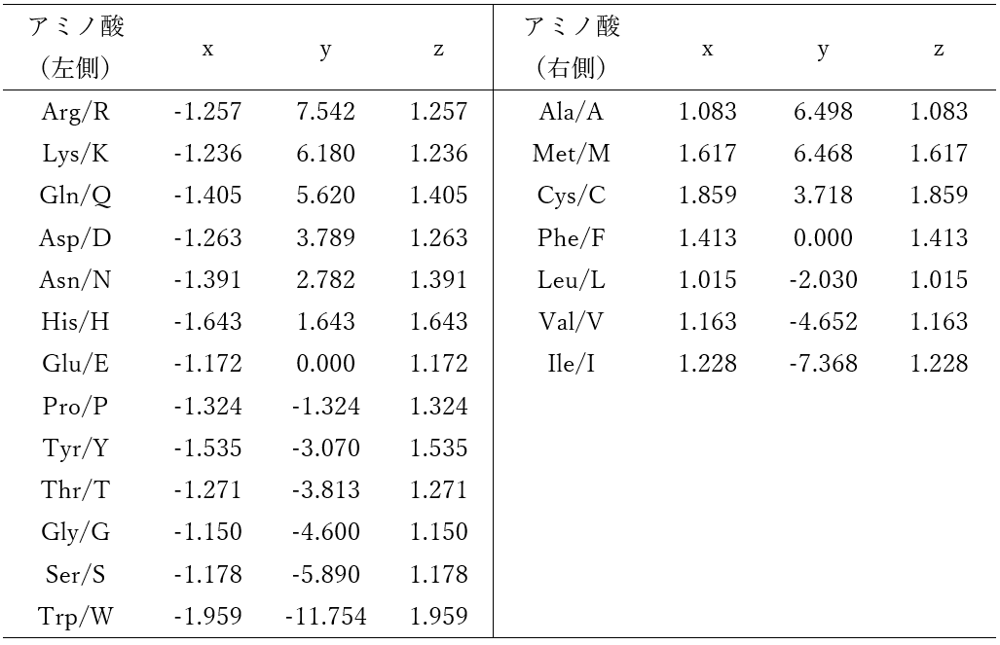 アミノ酸
（左側） x y z アミノ酸
（右側） x y z
Arg/R -1.257 7.542 1.257 Ala/A 1.083 6.498 1.083
Lys/K -1.236 6.180 1.236 Met/M 1.617 6.468 1.617
Gln/Q -1.405 5.620 1.405 Cys/C 1.859 3.718 1.859
Asp/D -1.263 3.789 1.263 Phe/F 1.413 0.000 1.413
Asn/N -1.391 2.782 1.391 Leu/L 1.015 -2.030 1.015
His/H -1.643 1.643 1.643 Val/V 1.163 -4.652 1.163
Glu/E -1.172 0.000 1.172 Ile/I 1.228 -7.368 1.228
Pro/P -1.324 -1.324 1.324
Tyr/Y -1.535 -3.070 1.535
Thr/T -1.271 -3.813 1.271
Gly/G -1.150 -4.600 1.150
Ser/S -1.178 -5.890 1.178
Trp/W -1.959 -11.754 1.959